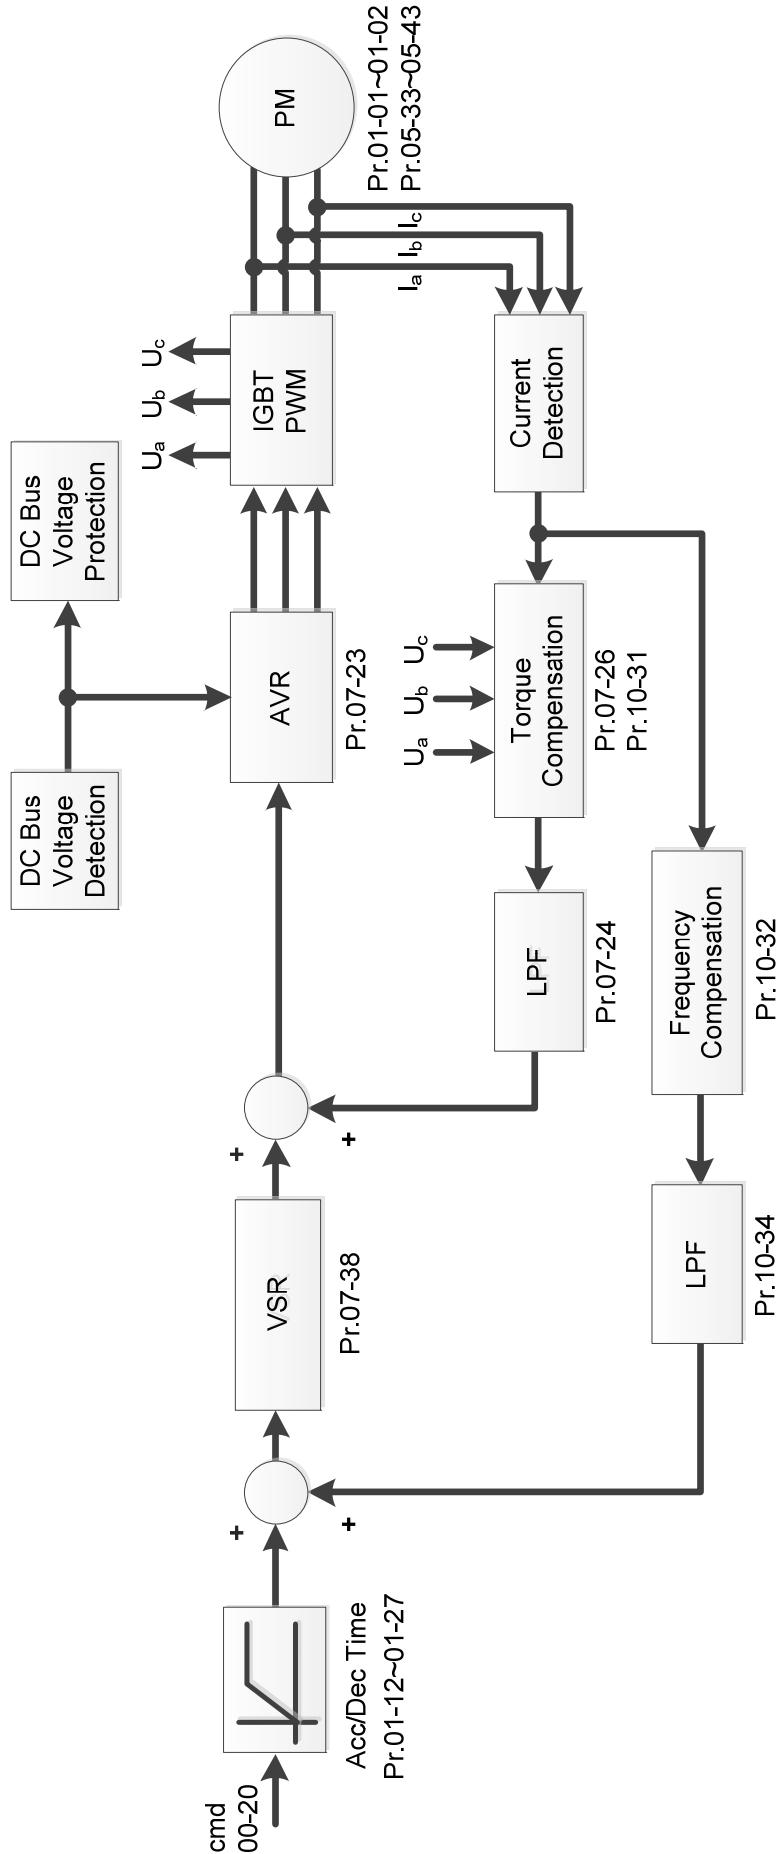 cmd
00-20
Acc/Dec Time
Pr.01-12~01-27
+
+
VSR
Pr.07-38
+
+
DC Bus
Voltage
Detection
DC Bus
Voltage
Protection
AVR
Pr.07-23
Ua
Ub
Uc
IGBT
PWM
PM
Pr.01-01~01-02
Pr.05-33~05-43
Ia
Ib
Ic
Current
Detection
Ua
Ub
Uc
Torque
Compensation
Pr.07-26
Pr.10-31
LPF
Pr.07-24
Frequency
Compensation
Pr.10-32
LPF
Pr.10-34